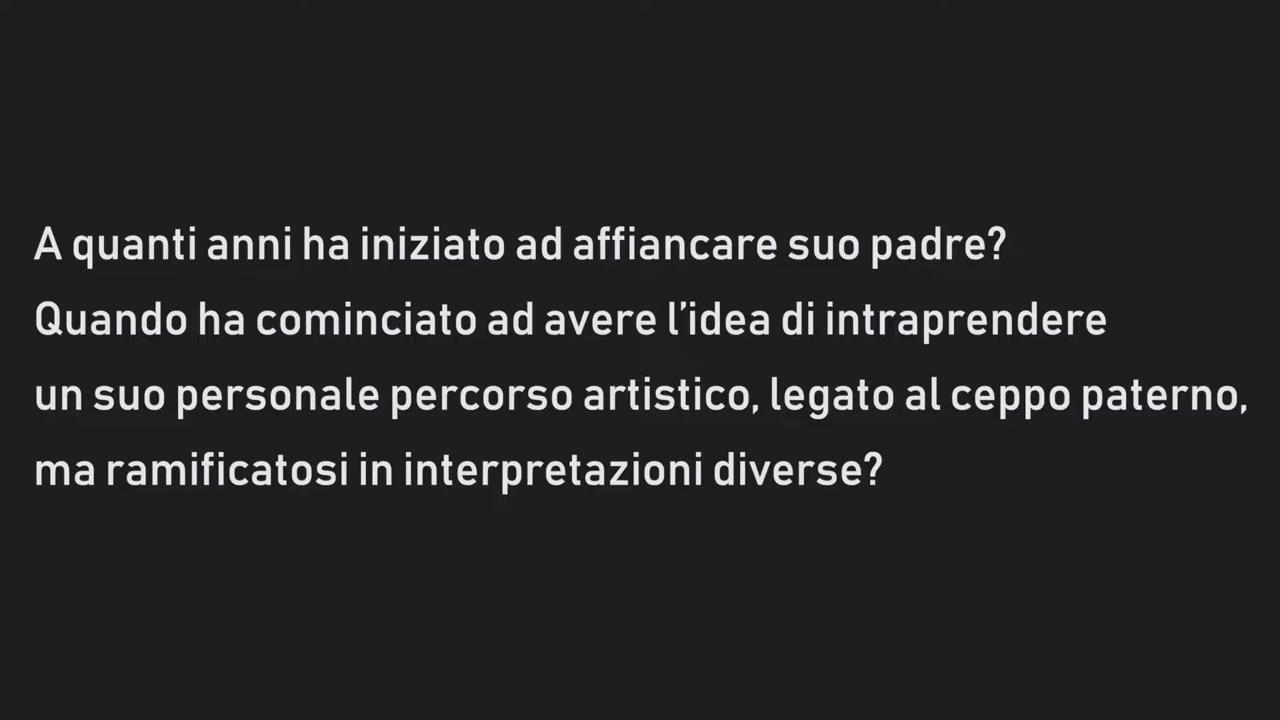 A quanti anni ha iniziato ad affiancare suo padre?
Quando ha cominciato ad avere l’idea di intraprendere
un suo personale percorso artistico, legato al ceppo paterno,
ma ramificatosi in interpretazioni diverse?